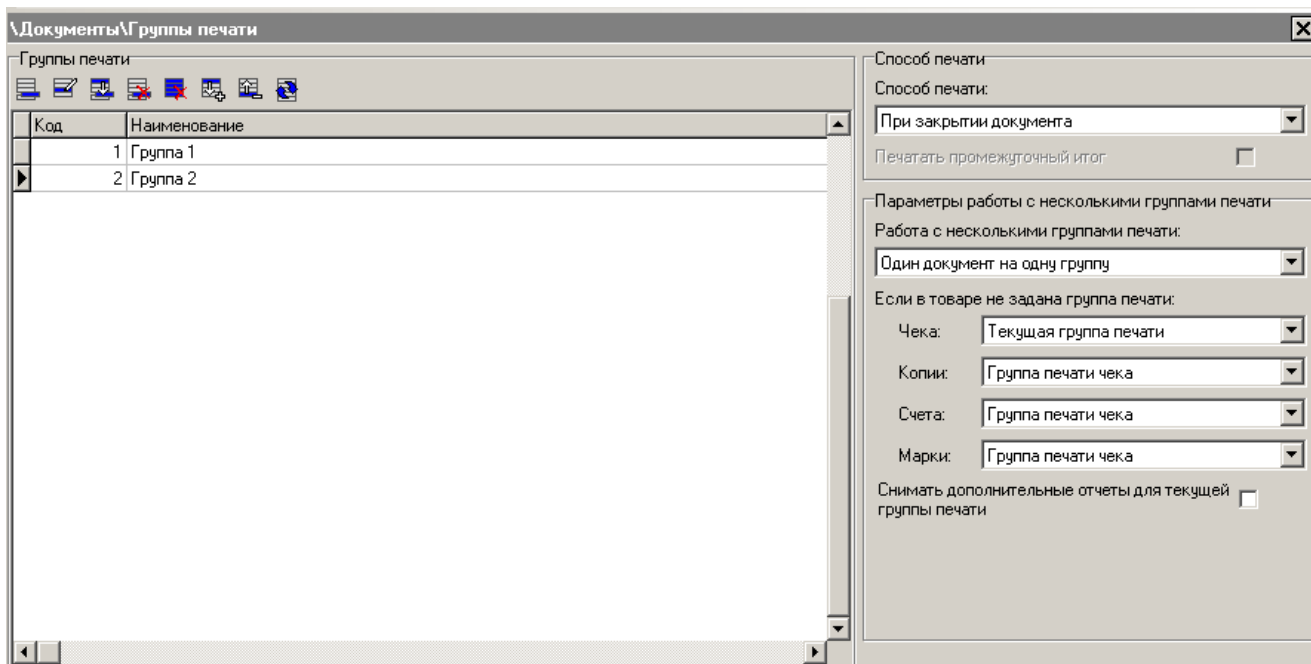 \Документы\Группы печати
Группы печати
Код Наименование
1 Группа 1
2 Группа 2
Способ печати
Способ печати:
При закрытии документа
Печатать промежуточный итог
Параметры работы с несколькими группами печати
Работа с несколькими группами печати:
Один документ на одну группу
Если в товаре не задана группа печати:
Чека: Текущая группа печати
Копии: Группа печати чека
Счета: Группа печати чека
Марки: Группа печати чека
Снимать дополнительные отчеты для текущей
группы печати